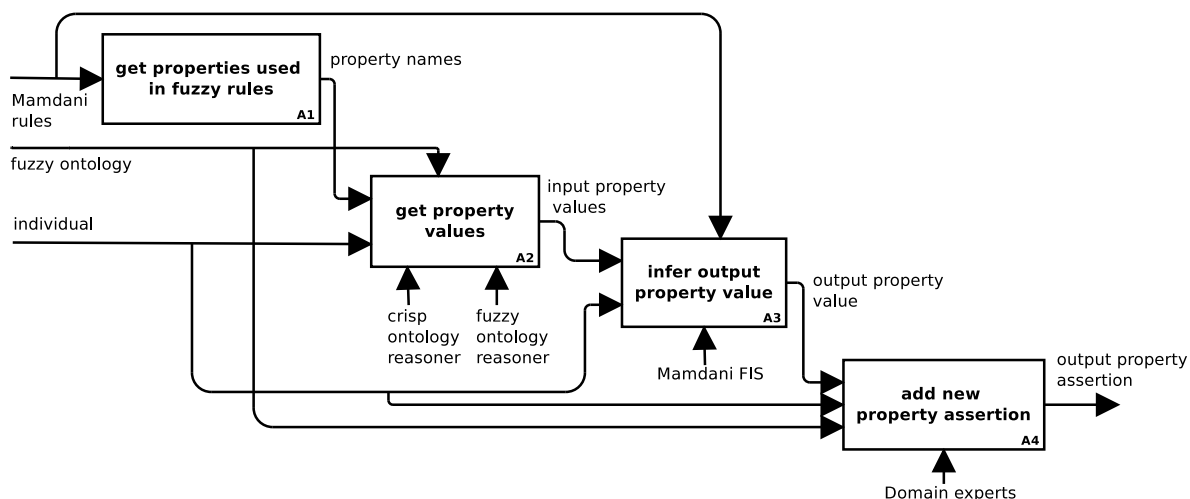 get properties used
in fuzzy rules
A1
property names
Mamdani
rules
fuzzy ontology
individual
get property
values
A2
input property
values
crisp
ontology
reasoner
fuzzy
ontology
reasoner
infer output
property value
A3
output property
value
Mamdani FIS
add new
property assertion
A4
output property
assertion
Domain experts